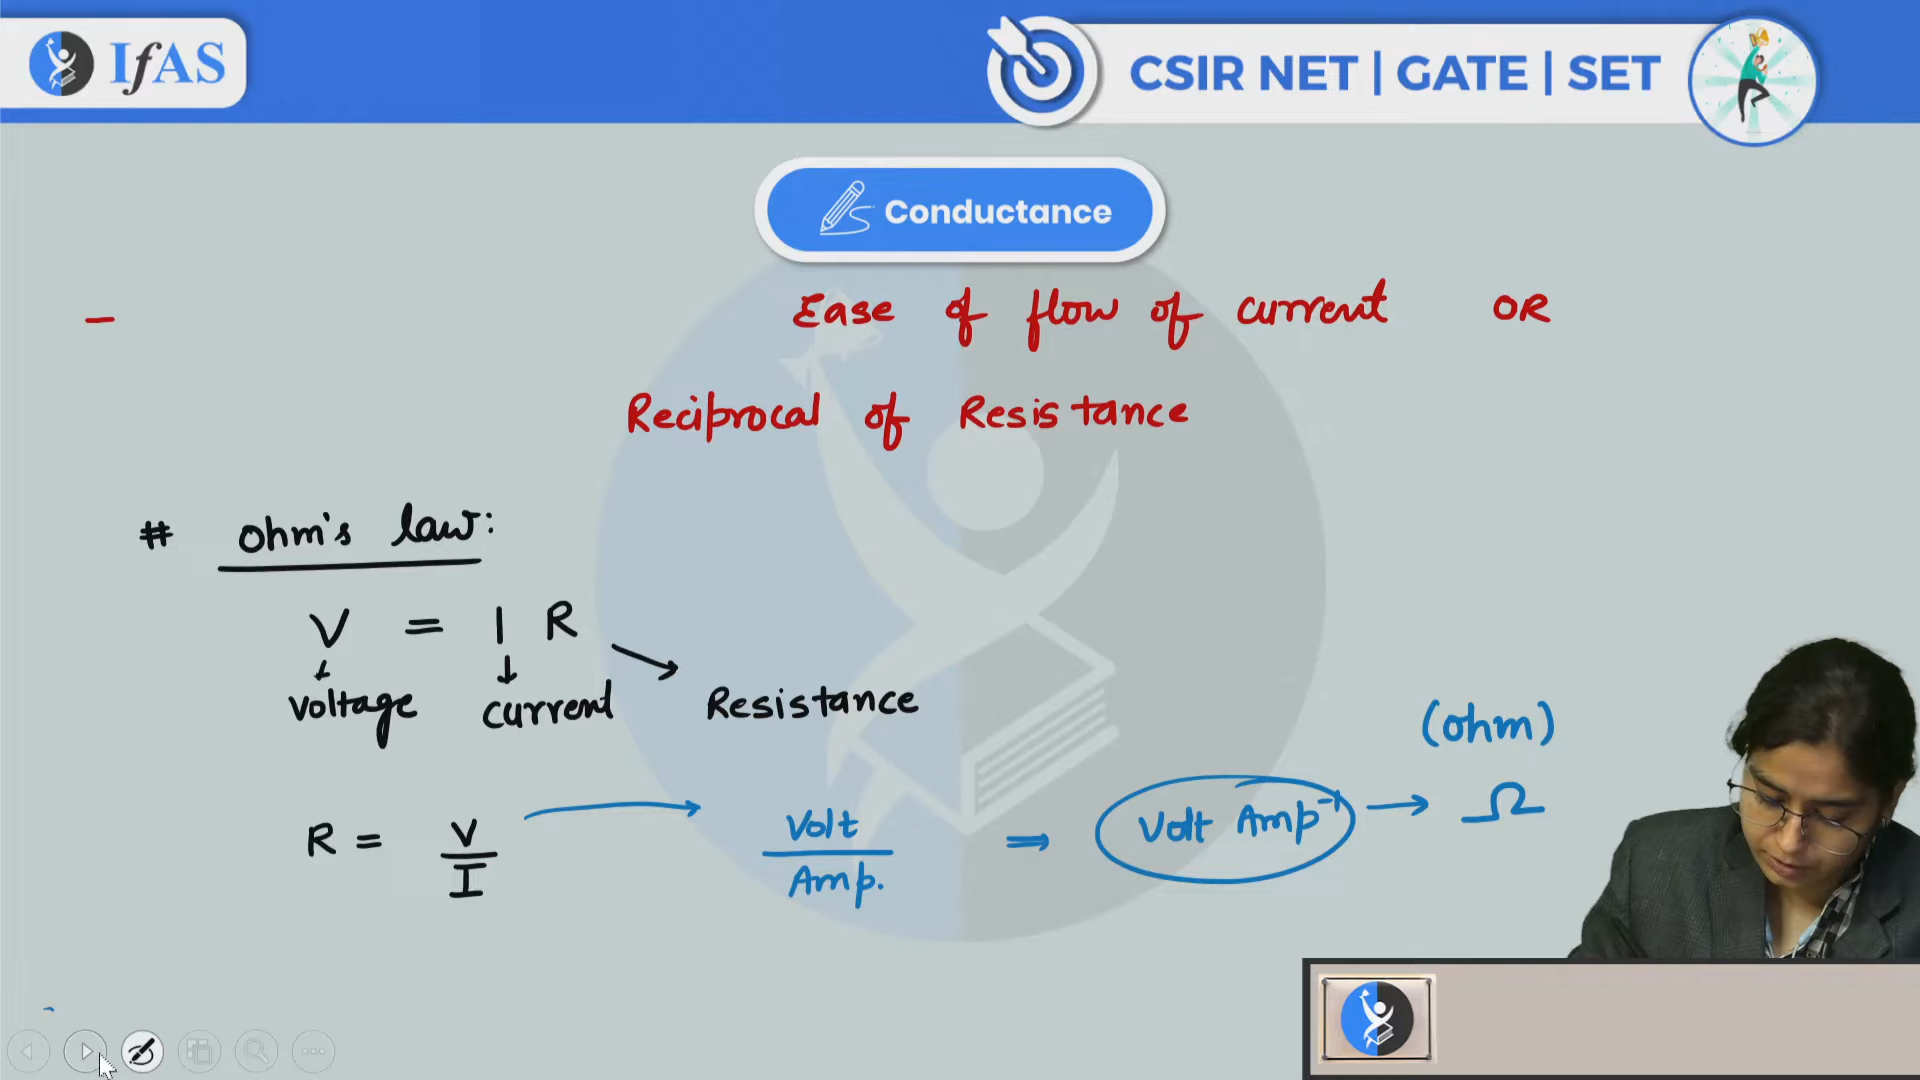 IfAS
CSIR NET | GATE | SET
Conductance
- Ease of flow of current OR
Reciprocal of Resistance
# ohm's law:
V = I R
voltage current Resistance
(ohm)
R = V/I Volt/Amp. ⇒ Volt Amp⁻¹ → Ω